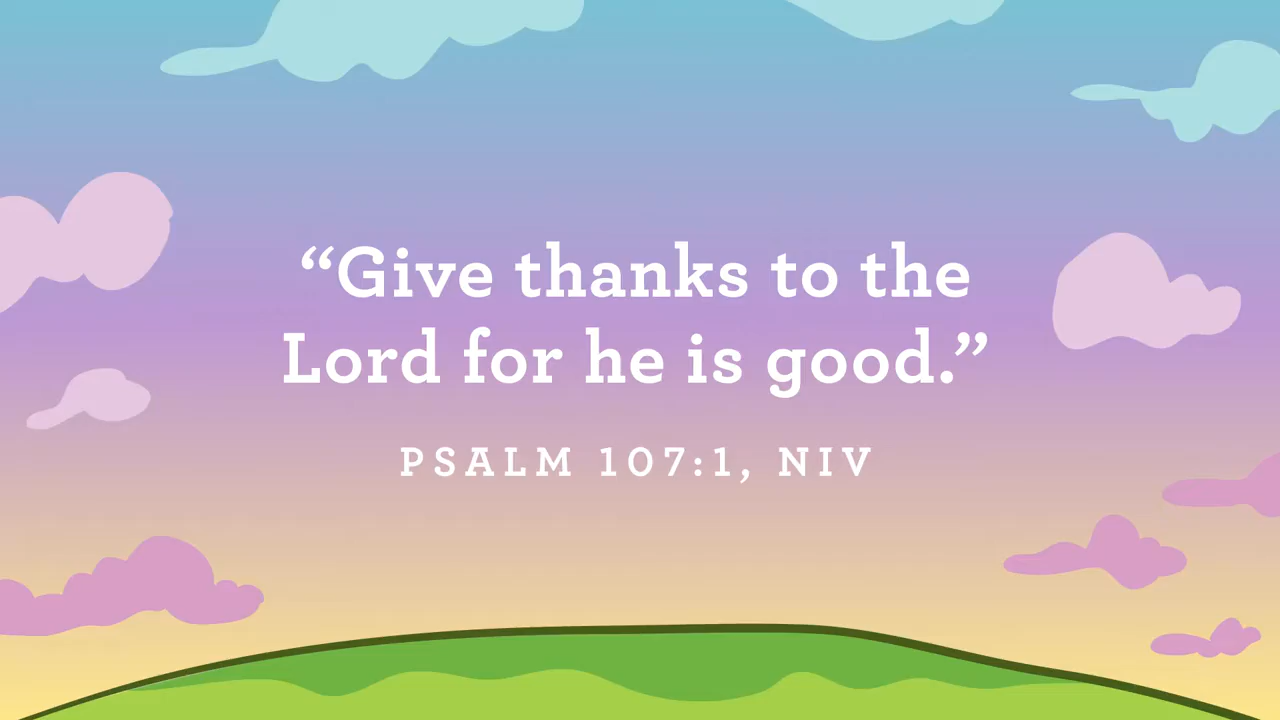 “Give thanks to the
Lord for he is good.”
PSALM 107:1, NIV